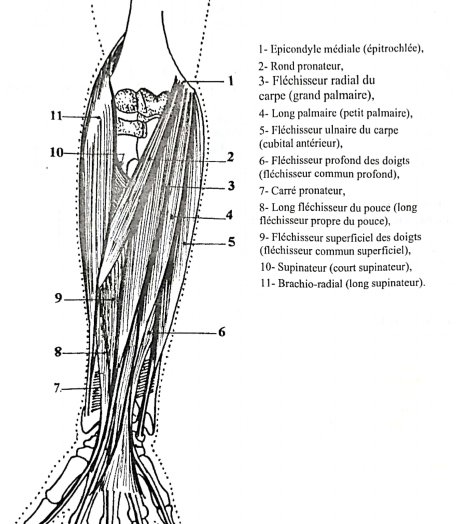 1- Epicondyle médiale (épitrochlée),
2- Rond pronateur,
3- Fléchisseur radial du
carpe (grand palmaire),
4- Long palmaire (petit palmaire),
5- Fléchisseur ulnaire du carpe
(cubital antérieur),
6- Fléchisseur profond des doigts
(fléchisseur commun profond),
7- Carré pronateur,
8- Long fléchisseur du pouce (long
fléchisseur propre du pouce),
9- Fléchisseur superficiel des doigts
(fléchisseur commun superficiel),
10- Supinateur (court supinateur),
11- Brachio-radial (long supinateur).
1
11
10
2
3
4
5
9
6
8
7